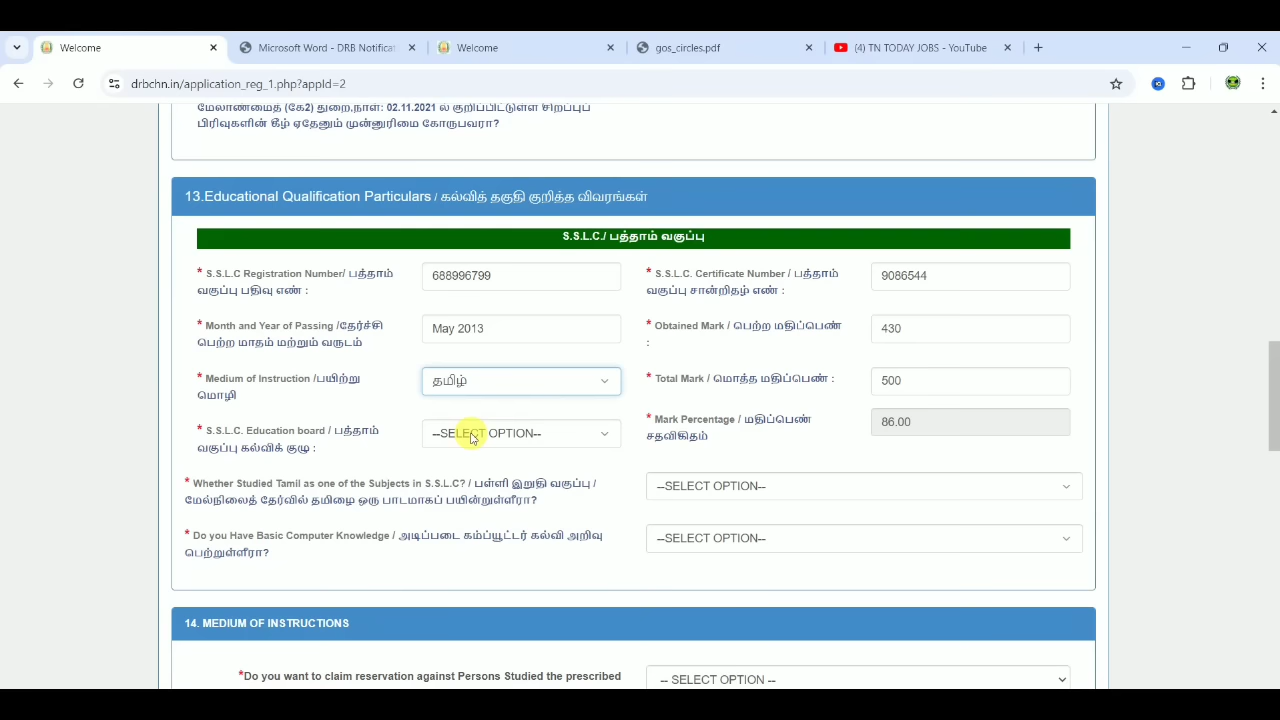 Welcome
Microsoft Word - DRB Notificat
Welcome
gos_circles.pdf
(4) TN TODAY JOBS - YouTube
drbchn.in/application_reg_1.php?appId=2
மேலாண்மைத் (கே2) துறை,நாள்: 02.11.2021 ல் குறிப்பிட்டுள்ள சிறப்புப்
பிரிவுகளின் கீழ் ஏதேனும் முன்னுரிமை கோருபவரா?
13.Educational Qualification Particulars / கல்வித் தகுதி குறித்த விவரங்கள்
S.S.L.C./ பத்தாம் வகுப்பு
* S.S.L.C Registration Number/ பத்தாம்
வகுப்பு பதிவு எண் :
688996799
* S.S.L.C. Certificate Number / பத்தாம்
வகுப்பு சான்றிதழ் எண் :
9086544
* Month and Year of Passing /தேர்ச்சி
பெற்ற மாதம் மற்றும் வருடம்
May 2013
* Obtained Mark / பெற்ற மதிப்பெண்
:
430
* Medium of Instruction /பயிற்று
மொழி
தமிழ்
* Total Mark / மொத்த மதிப்பெண் :
500
* S.S.L.C. Education board / பத்தாம்
வகுப்பு கல்விக் குழு :
--SELECT OPTION--
* Mark Percentage / மதிப்பெண்
சதவிகிதம்
86.00
* Whether Studied Tamil as one of the Subjects in S.S.L.C? / பள்ளி இறுதி வகுப்பு /
மேல்நிலைத் தேர்வில் தமிழை ஒரு பாடமாகப் பயின்றுள்ளீரா?
--SELECT OPTION--
* Do you Have Basic Computer Knowledge / அடிப்படை கம்ப்யூட்டர் கல்வி அறிவு
பெற்றுள்ளீரா?
--SELECT OPTION--
14. MEDIUM OF INSTRUCTIONS
*Do you want to claim reservation against Persons Studied the prescribed
-- SELECT OPTION --